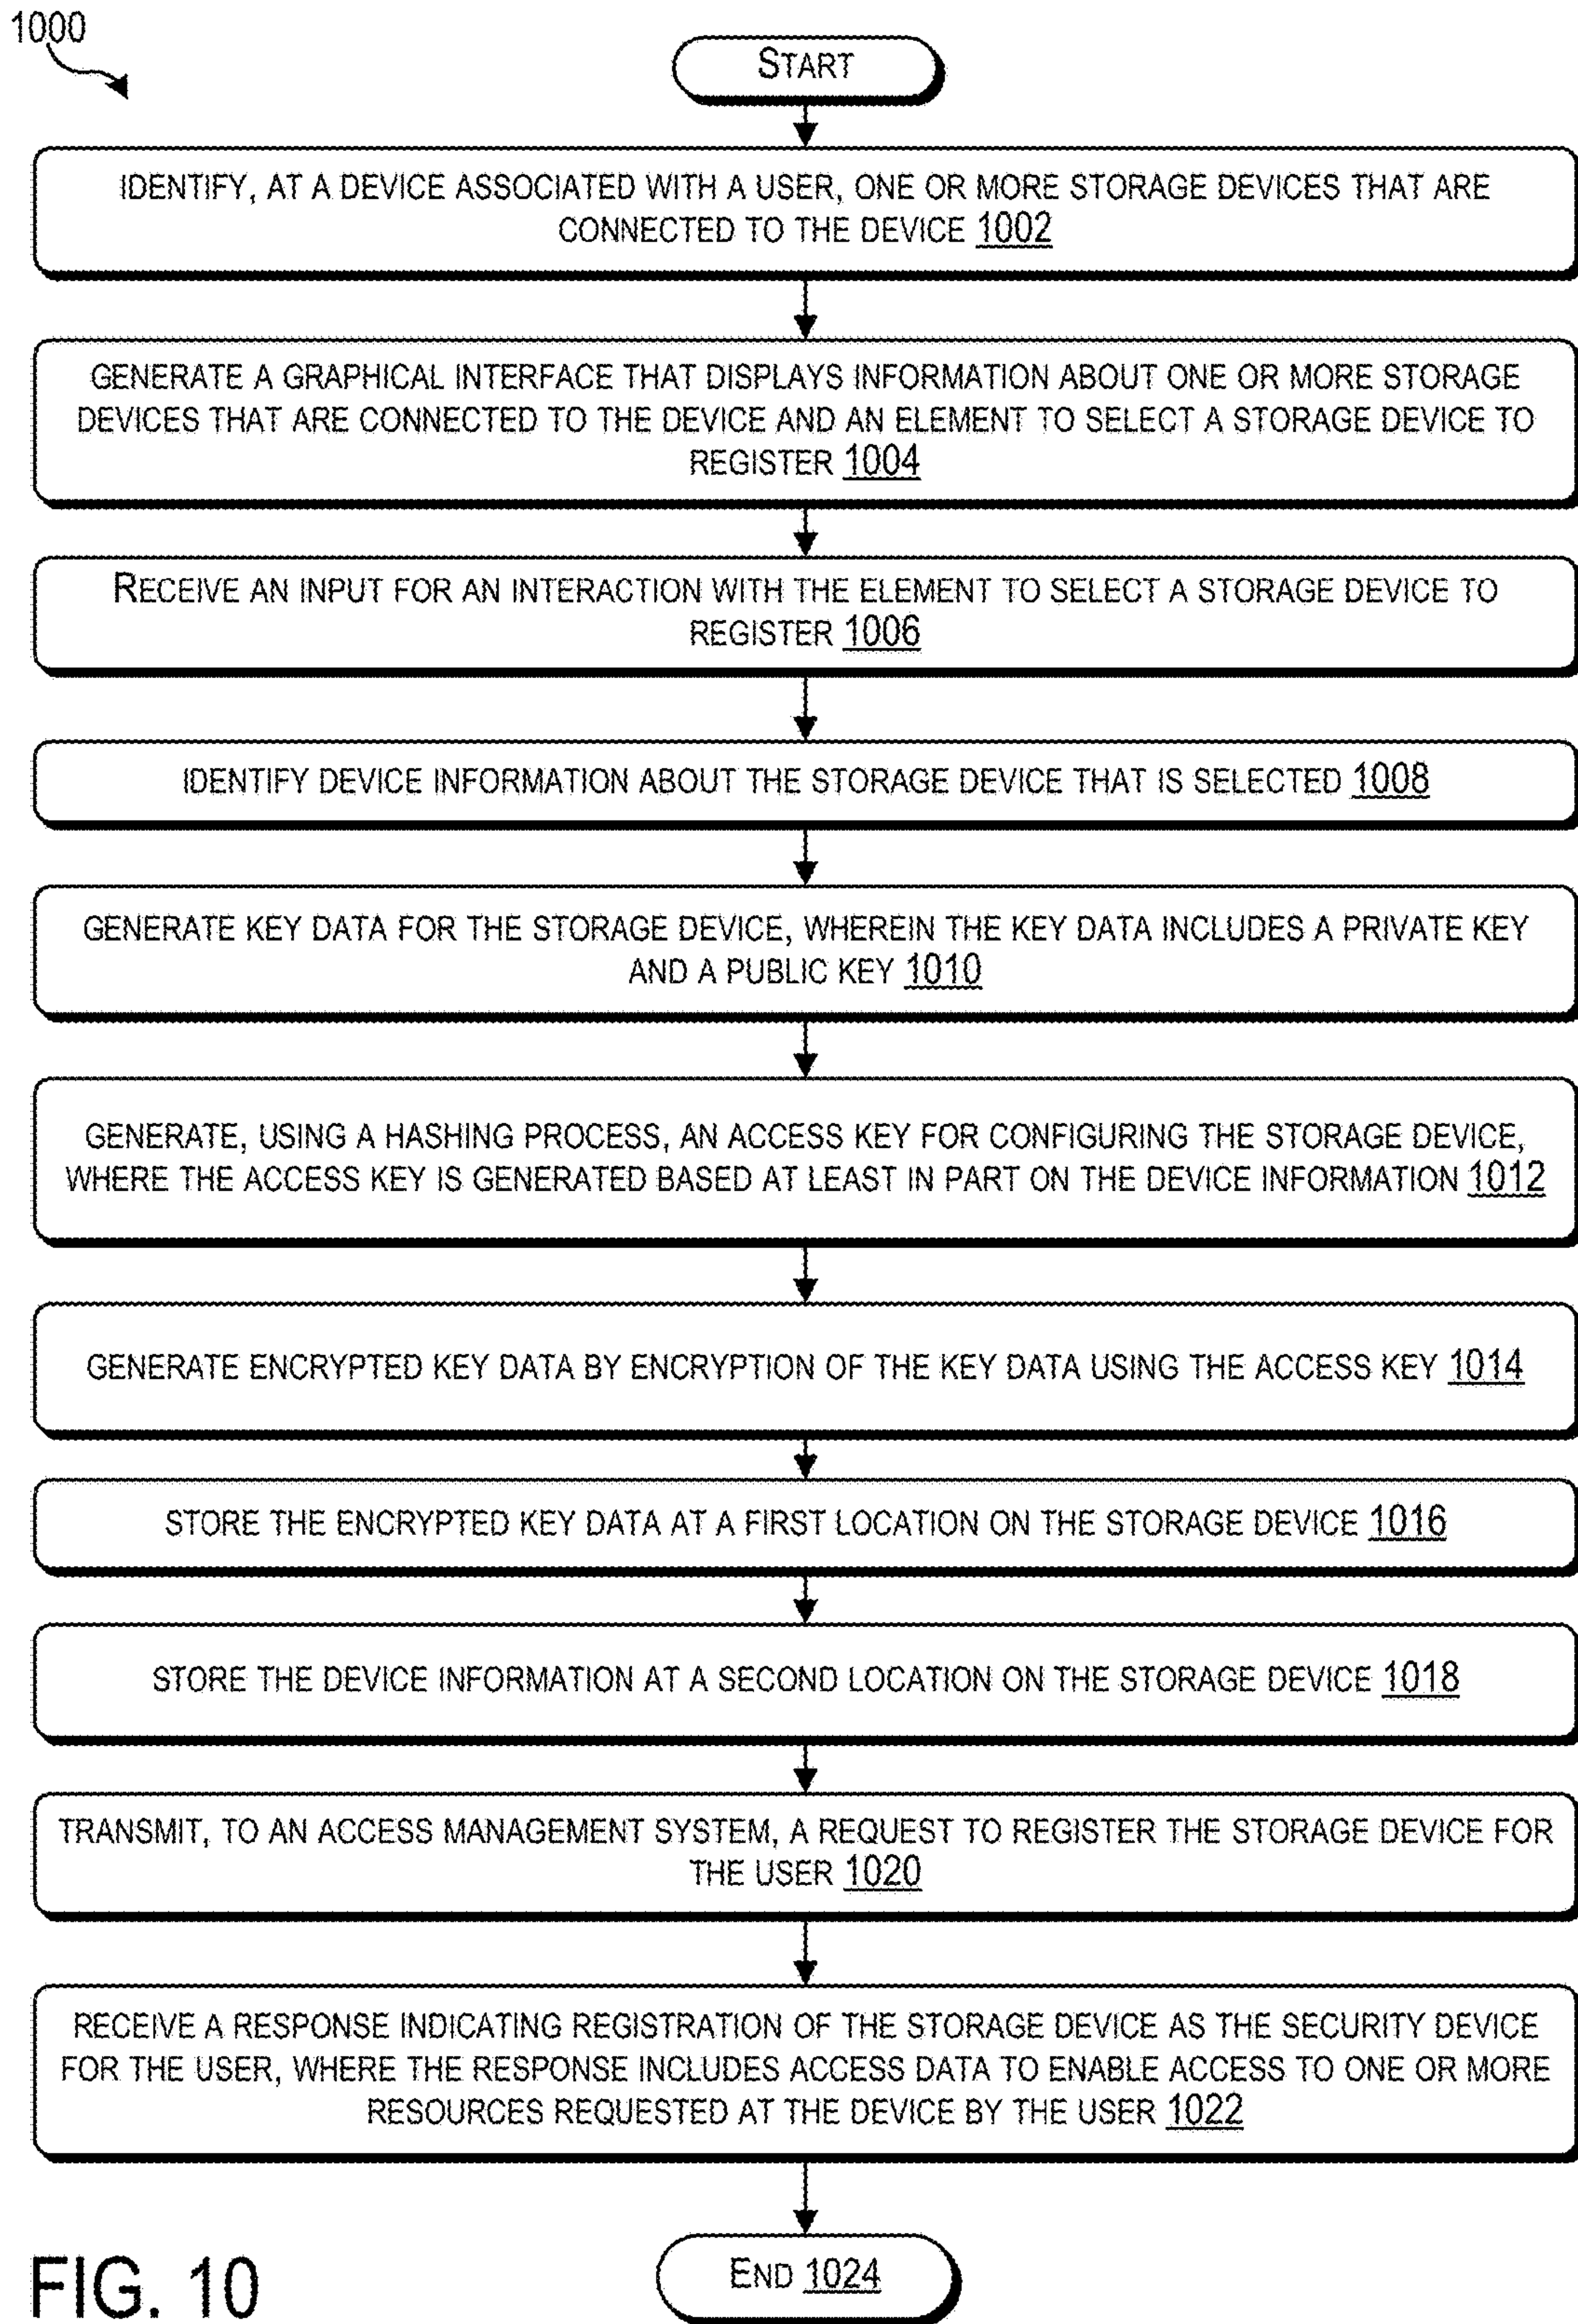 1000
START
IDENTIFY, AT A DEVICE ASSOCIATED WITH A USER, ONE OR MORE STORAGE DEVICES THAT ARE
CONNECTED TO THE DEVICE 1002
GENERATE A GRAPHICAL INTERFACE THAT DISPLAYS INFORMATION ABOUT ONE OR MORE STORAGE
DEVICES THAT ARE CONNECTED TO THE DEVICE AND AN ELEMENT TO SELECT A STORAGE DEVICE TO
REGISTER 1004
RECEIVE AN INPUT FOR AN INTERACTION WITH THE ELEMENT TO SELECT A STORAGE DEVICE TO
REGISTER 1006
IDENTIFY DEVICE INFORMATION ABOUT THE STORAGE DEVICE THAT IS SELECTED 1008
GENERATE KEY DATA FOR THE STORAGE DEVICE, WHEREIN THE KEY DATA INCLUDES A PRIVATE KEY
AND A PUBLIC KEY 1010
GENERATE, USING A HASHING PROCESS, AN ACCESS KEY FOR CONFIGURING THE STORAGE DEVICE,
WHERE THE ACCESS KEY IS GENERATED BASED AT LEAST IN PART ON THE DEVICE INFORMATION 1012
GENERATE ENCRYPTED KEY DATA BY ENCRYPTION OF THE KEY DATA USING THE ACCESS KEY 1014
STORE THE ENCRYPTED KEY DATA AT A FIRST LOCATION ON THE STORAGE DEVICE 1016
STORE THE DEVICE INFORMATION AT A SECOND LOCATION ON THE STORAGE DEVICE 1018
TRANSMIT, TO AN ACCESS MANAGEMENT SYSTEM, A REQUEST TO REGISTER THE STORAGE DEVICE FOR
THE USER 1020
RECEIVE A RESPONSE INDICATING REGISTRATION OF THE STORAGE DEVICE AS THE SECURITY DEVICE
FOR THE USER, WHERE THE RESPONSE INCLUDES ACCESS DATA TO ENABLE ACCESS TO ONE OR MORE
RESOURCES REQUESTED AT THE DEVICE BY THE USER 1022
END 1024
FIG. 10